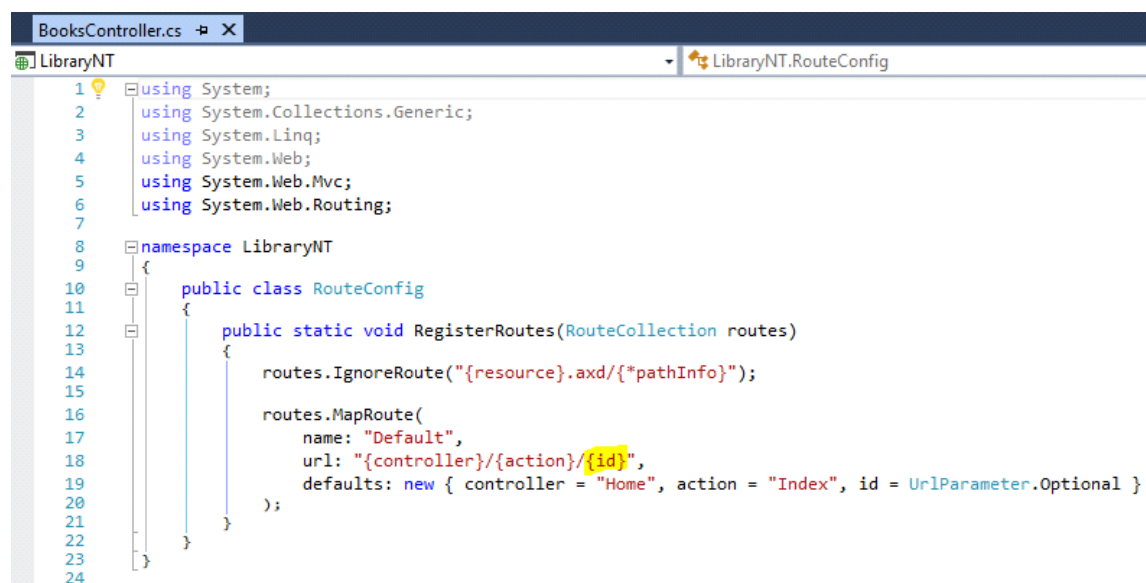 BooksController.cs
LibraryNT LibraryNT.RouteConfig
1 using System;
2 using System.Collections.Generic;
3 using System.Linq;
4 using System.Web;
5 using System.Web.Mvc;
6 using System.Web.Routing;
7
8 namespace LibraryNT
9 {
10 public class RouteConfig
11 {
12 public static void RegisterRoutes(RouteCollection routes)
13 {
14 routes.IgnoreRoute("{resource}.axd/{*pathInfo}");
15
16 routes.MapRoute(
17 name: "Default",
18 url: "{controller}/{action}/{id}",
19 defaults: new { controller = "Home", action = "Index", id = UrlParameter.Optional }
20 );
21 }
22 }
23 }
24